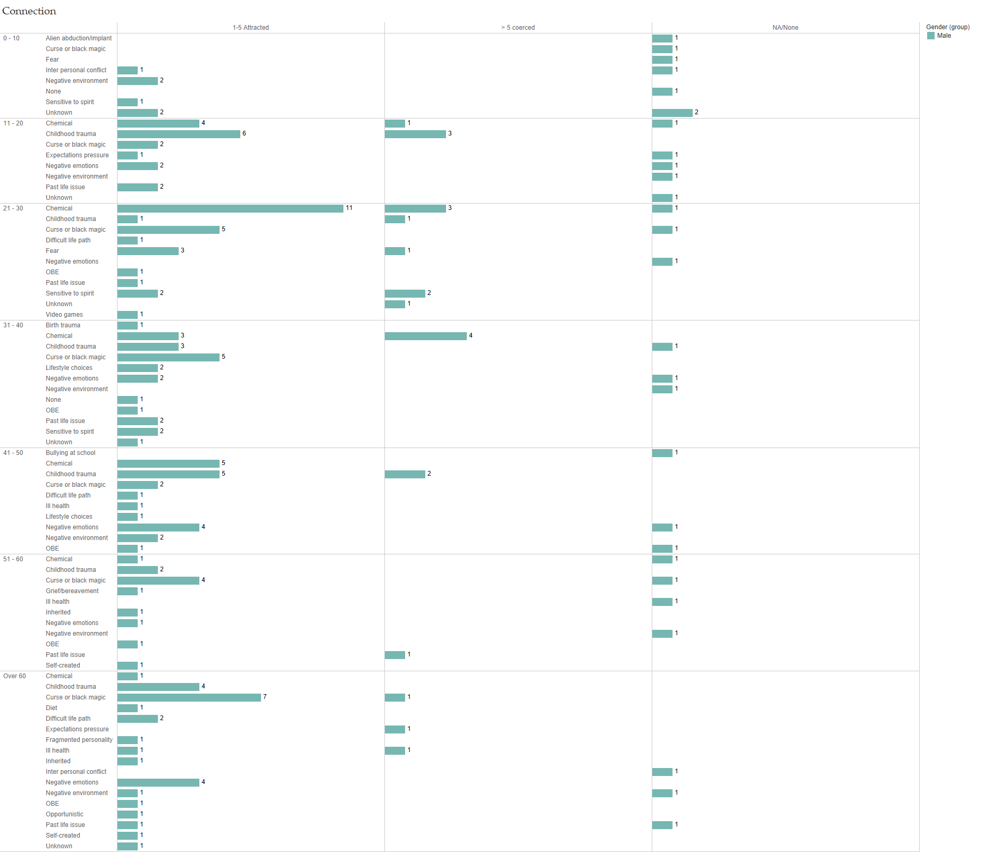 Connection
1-5 Attracted > 5 coerced NA/None Gender (group)
Male
0 - 10 Alien abduction/implant 1
Curse or black magic 1
Fear 1
Inter personal conflict 1 1
Negative environment 2
None 1
Sensitive to spirit 1
Unknown 2 2
11 - 20 Chemical 4 1 1
Childhood trauma 6 3
Curse or black magic 2
Expectations pressure 1 1
Negative emotions 2 1
Negative environment 1
Past life issue 2
Unknown 1
21 - 30 Chemical 11 3 1
Childhood trauma 1 1
Curse or black magic 5 1
Difficult life path 1
Fear 3 1
Negative emotions 1
OBE 1
Past life issue 1
Sensitive to spirit 2 2
Unknown 1
Video games 1
31 - 40 Birth trauma 1
Chemical 3 4
Childhood trauma 3 1
Curse or black magic 5
Lifestyle choices 2
Negative emotions 2 1
Negative environment 1
None 1
OBE 1
Past life issue 2
Sensitive to spirit 2
Unknown 1
41 - 50 Bullying at school 1
Chemical 5
Childhood trauma 5 2
Curse or black magic 2
Difficult life path 1
Ill health 1
Lifestyle choices 1
Negative emotions 4 1
Negative environment 2
OBE 1 1
51 - 60 Chemical 1 1
Childhood trauma 2
Curse or black magic 4 1
Grief/bereavement 1
Ill health 1
Inherited 1
Negative emotions 1
Negative environment 1
OBE 1
Past life issue 1
Self-created 1
Over 60 Chemical 1
Childhood trauma 4
Curse or black magic 7 1
Diet 1
Difficult life path 2
Expectations pressure 1
Fragmented personality 1
Ill health 1 1
Inherited 1
Inter personal conflict 1
Negative emotions 4
Negative environment 1 1
OBE 1
Opportunistic 1
Past life issue 1 1
Self-created 1
Unknown 1